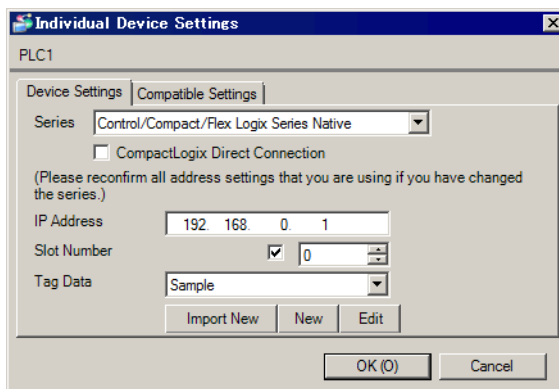 Individual Device Settings
PLC1
Device Settings Compatible Settings
Series Control/Compact/Flex Logix Series Native
CompactLogix Direct Connection
(Please reconfirm all address settings that you are using if you have changed
the series.)
IP Address 192. 168. 0. 1
Slot Number 0
Tag Data Sample
Import New New Edit
OK (O) Cancel